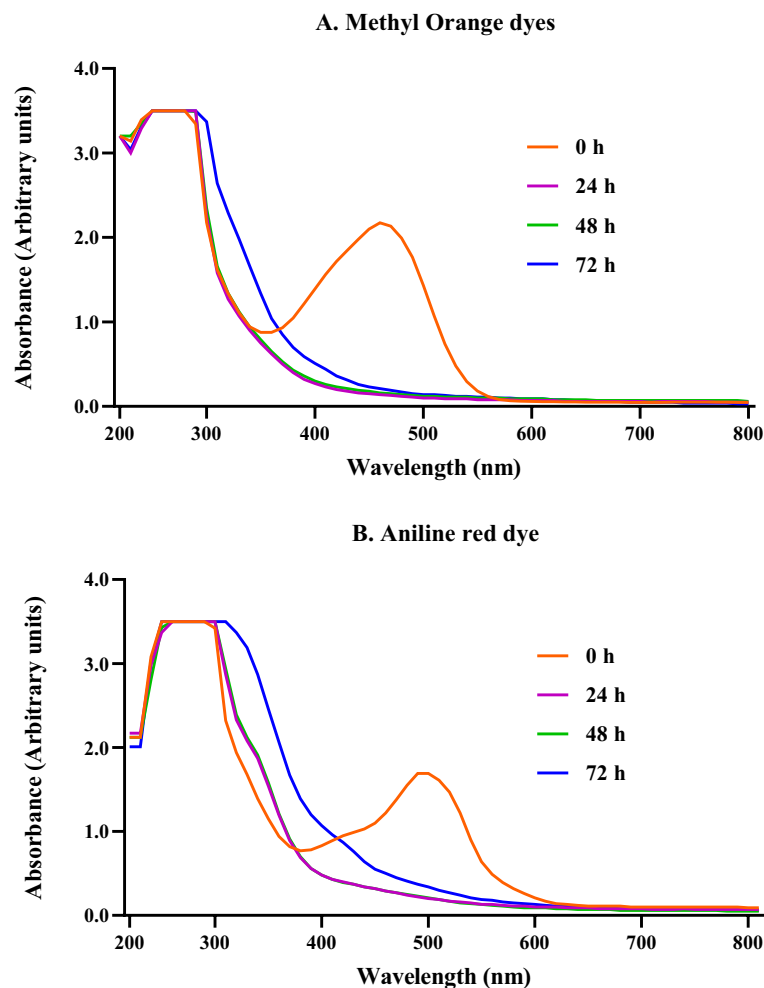 A. Methyl Orange dyes
Absorbance (Arbitrary units)
4.0
3.0
2.0
1.0
0.0
0 h
24 h
48 h
72 h
200 300 400 500 600 700 800
Wavelength (nm)
B. Aniline red dye
Absorbance (Arbitrary units)
4.0
3.0
2.0
1.0
0.0
0 h
24 h
48 h
72 h
200 300 400 500 600 700 800
Wavelength (nm)